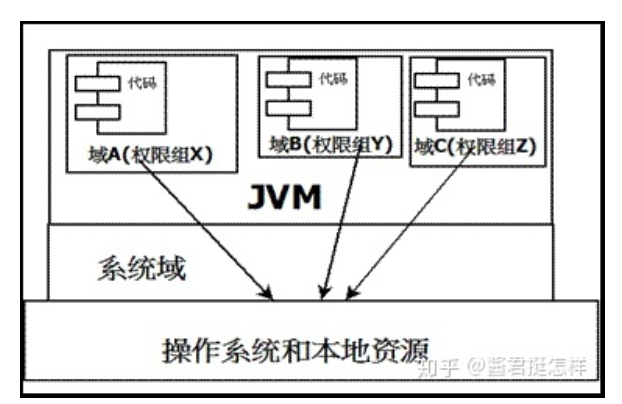 代码
代码
代码
域A(权限组X)
域B(权限组Y)
域C(权限组Z)
JVM
系统域
操作系统和本地资源
知乎 @酱君挺怎样